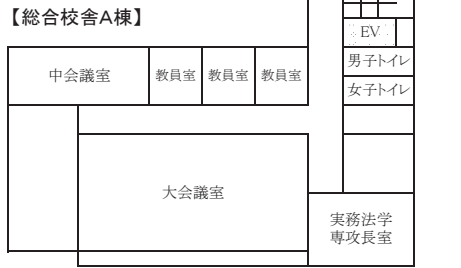 【総合校舎A棟】
EV
中会議室
教員室
教員室
教員室
男子トイレ
女子トイレ
大会議室
実務法学
専攻長室